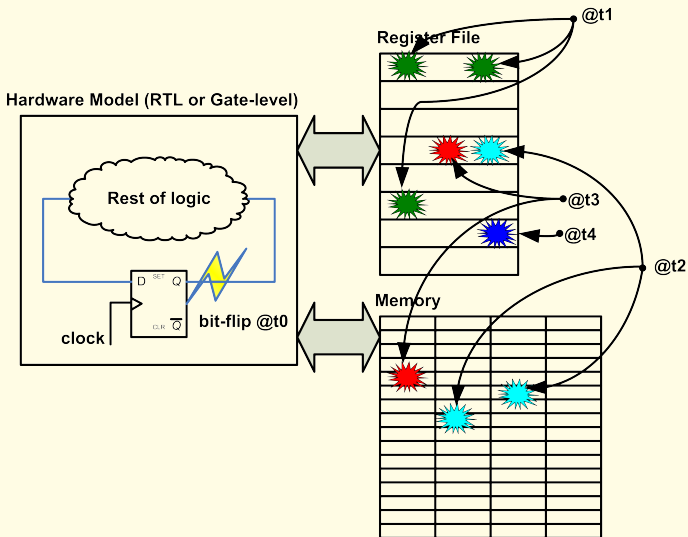 @t1
Register File
Hardware Model (RTL or Gate-level)
Rest of logic
@t3
@t4
@t2
D SET Q
CLR Q
clock
bit-flip @t0
Memory